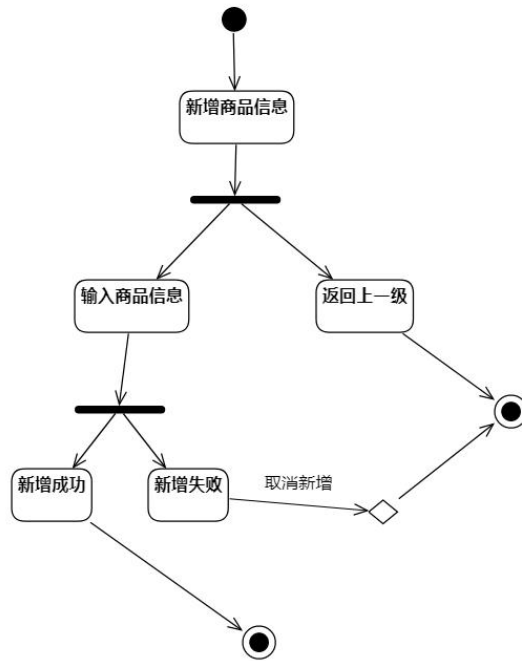 新增商品信息
输入商品信息
返回上一级
新增成功
新增失败
取消新增